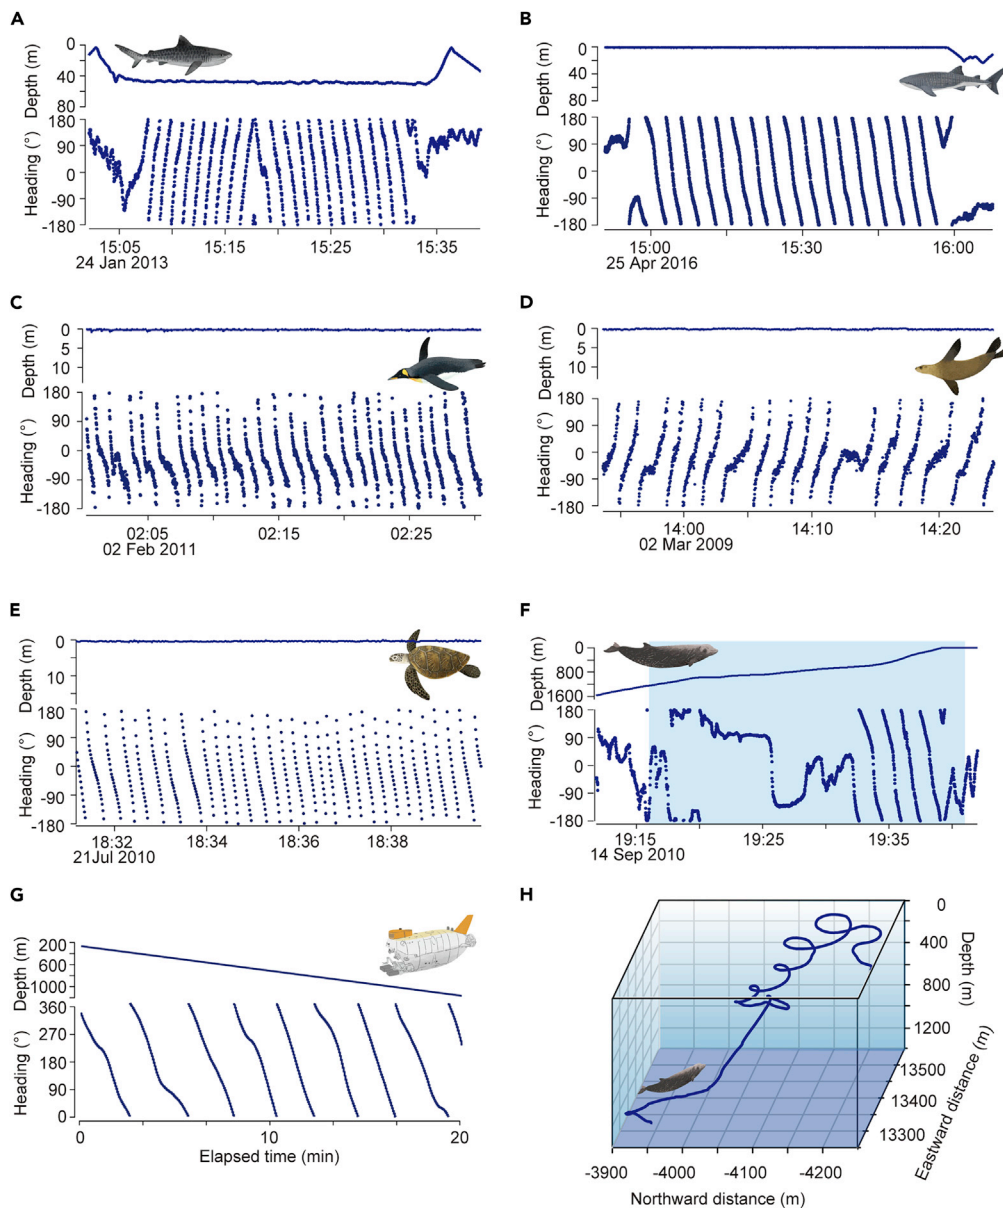 A
Depth (m)
0
40
80
Heading (°)
180
90
0
-90
-180
15:05
15:15
15:25
15:35
24 Jan 2013
B
Depth (m)
0
40
80
Heading (°)
180
90
0
-90
-180
15:00
15:30
16:00
25 Apr 2016
C
Depth (m)
0
5
10
Heading (°)
180
90
0
-90
-180
02:05
02:15
02:25
02 Feb 2011
D
Depth (m)
0
5
10
Heading (°)
180
90
0
-90
-180
14:00
14:10
14:20
02 Mar 2009
E
Depth (m)
0
10
Heading (°)
180
90
0
-90
-180
18:32
18:34
18:36
18:38
21Jul 2010
F
Depth (m)
0
800
1600
Heading (°)
180
90
0
-90
-180
19:15
19:25
19:35
14 Sep 2010
G
Depth (m)
200
600
1000
Heading (°)
360
270
180
90
0
0
10
20
Elapsed time (min)
H
0
400
800
1200
Depth (m)
13500
13400
13300
Eastward distance (m)
-3900
-4000
-4100
-4200
Northward distance (m)